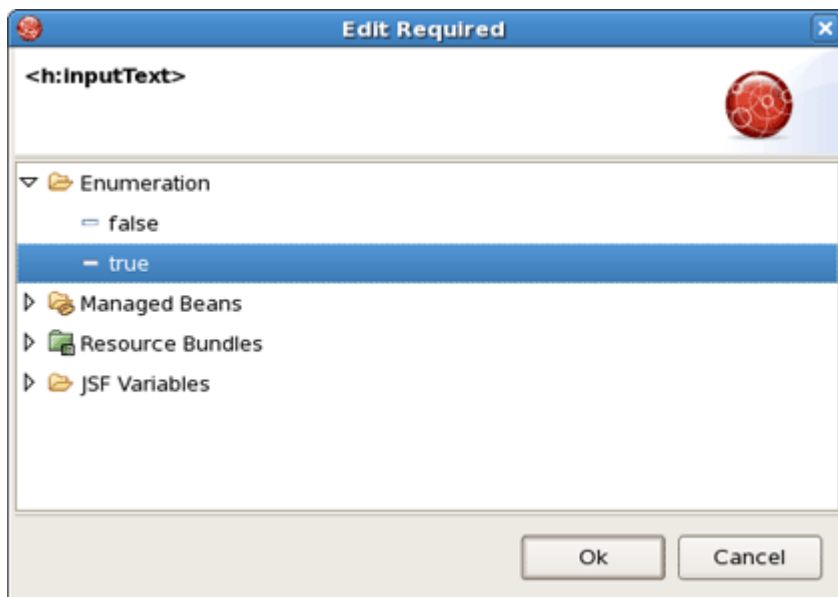 Edit Required
<h:inputText>
Enumeration
false
true
Managed Beans
Resource Bundles
JSF Variables
Ok Cancel